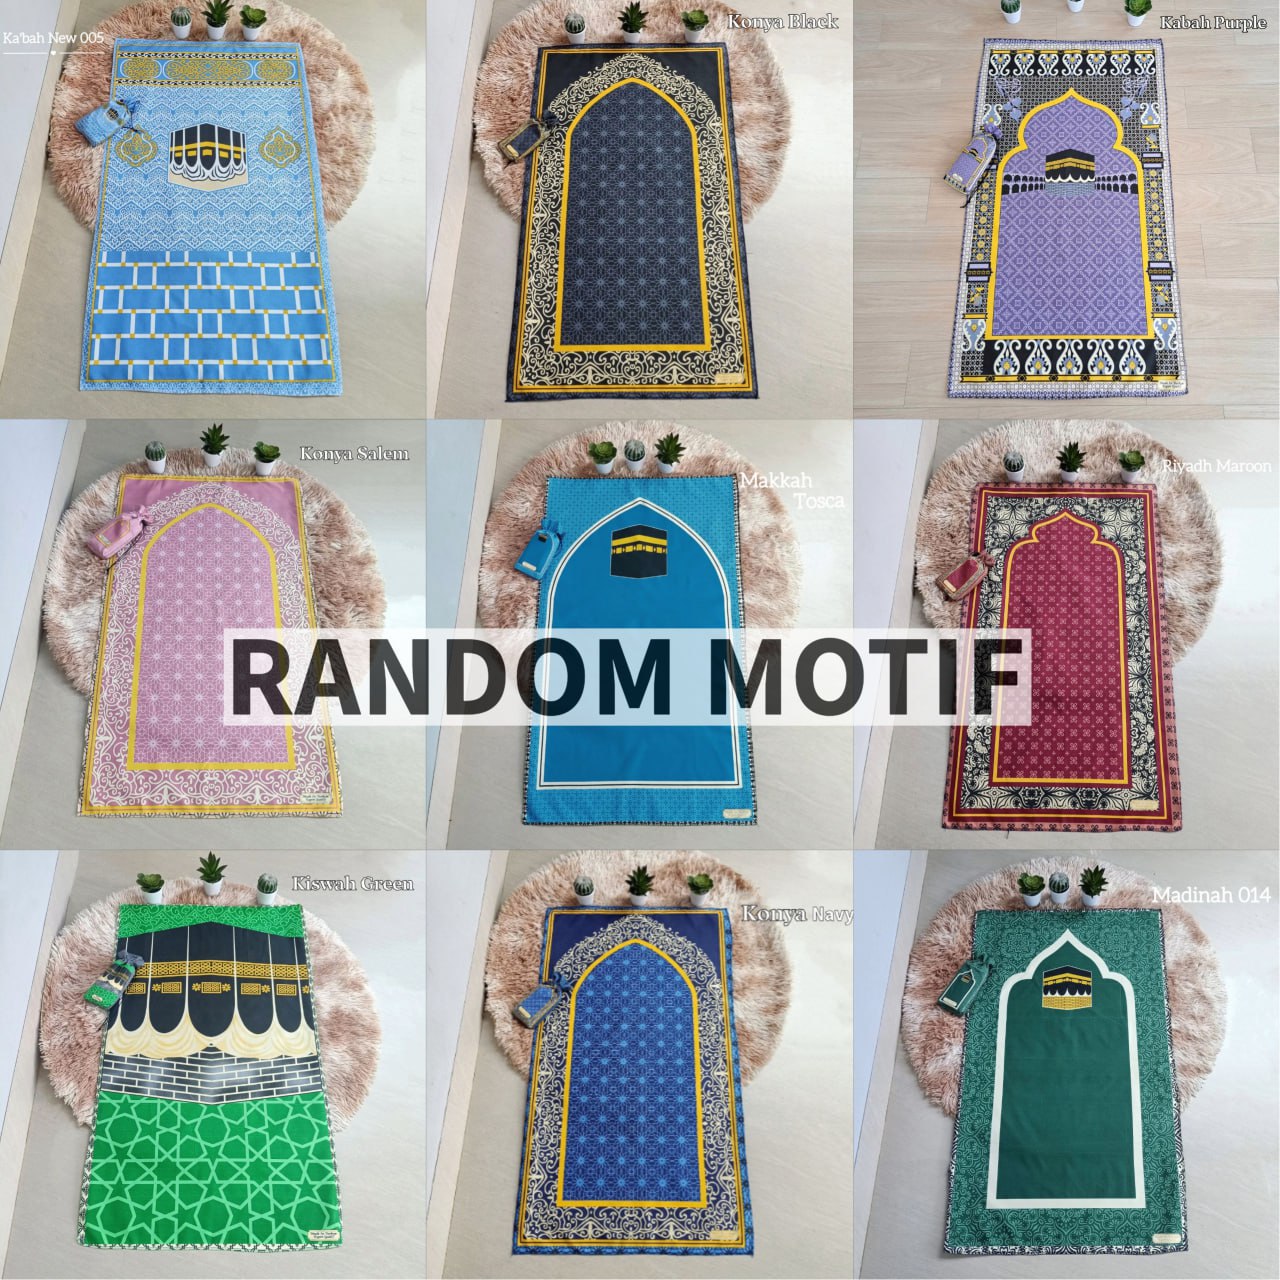 Ka'bah New 005
Konya Black
Kabah Purple
Konya Salem
Makkah
Tosca
Riyadh Maroon
RANDOM MOTIF
Kiswah Green
Konya Navy
Madinah 014